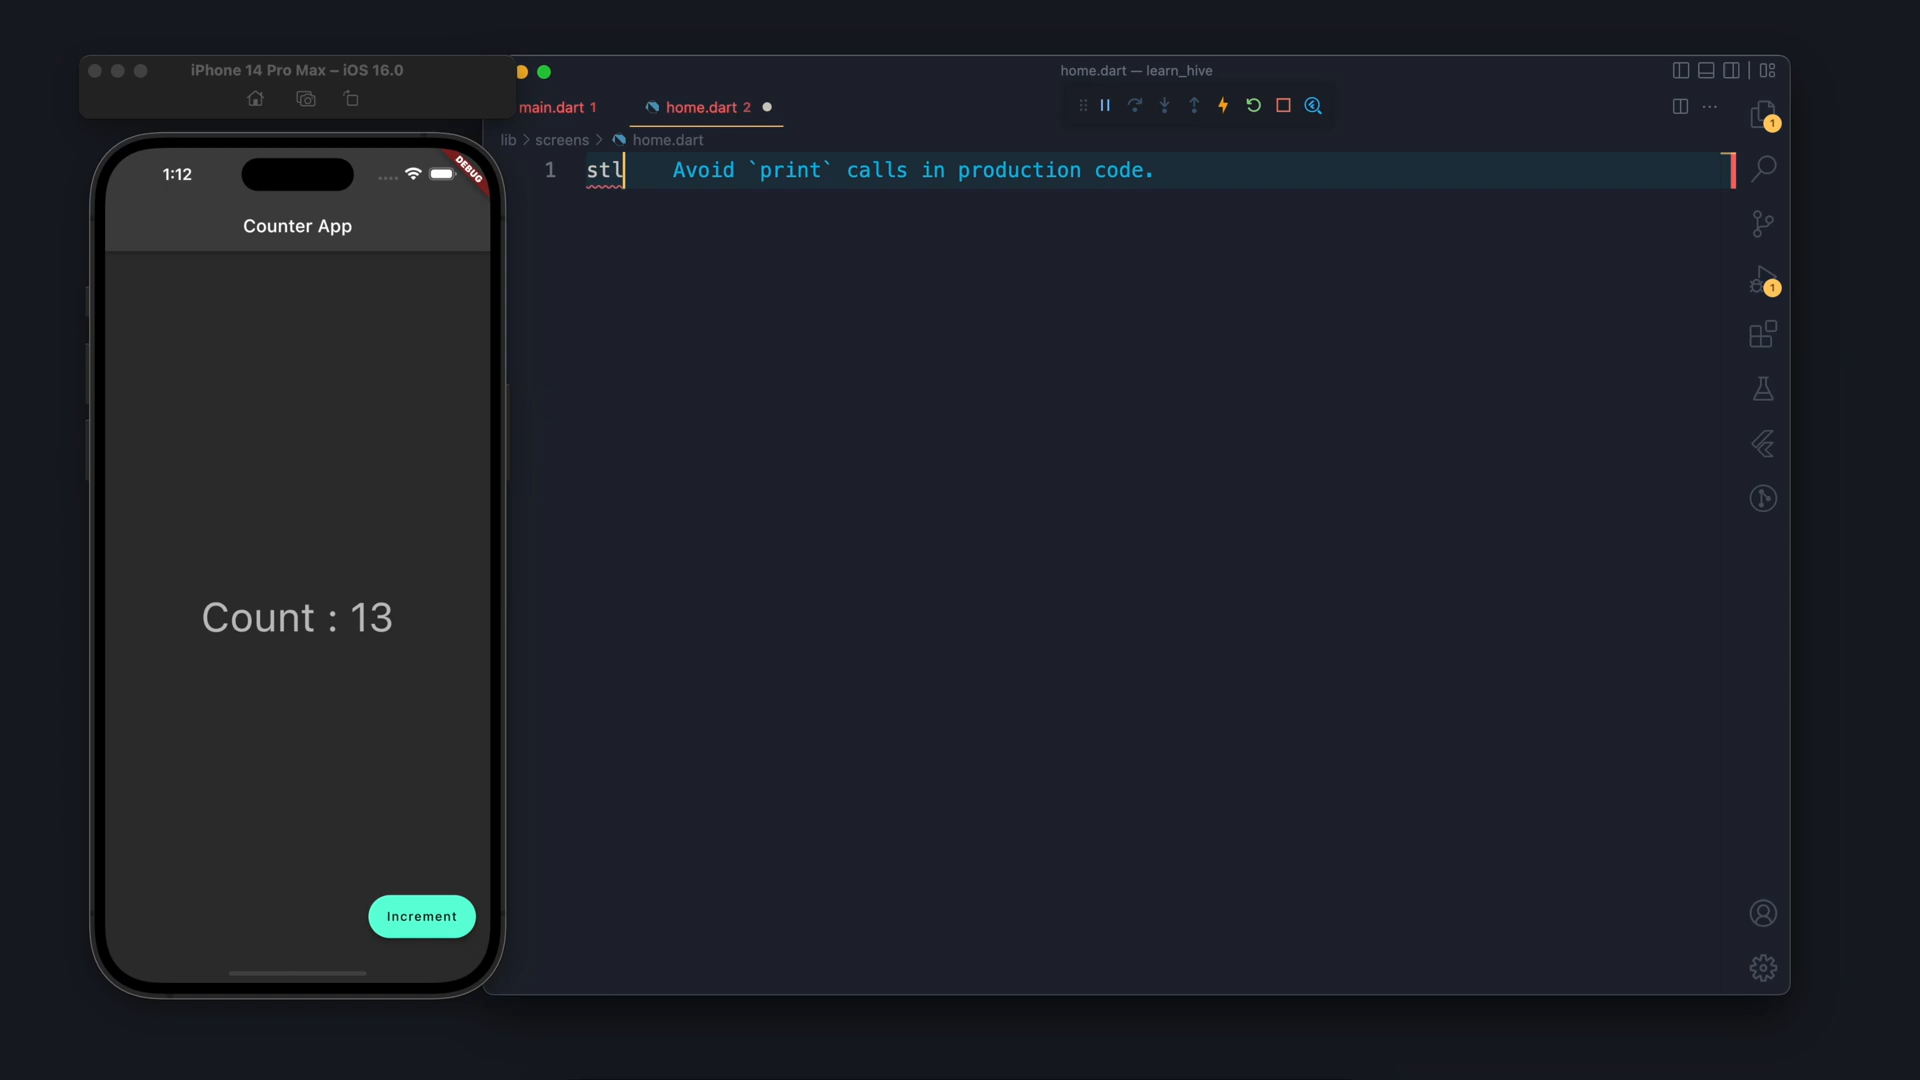 iPhone 14 Pro Max – iOS 16.0
1:12
DEBUG
Counter App
Count : 13
Increment
home.dart — learn_hive
main.dart 1
home.dart 2
lib > screens > home.dart
1 stl Avoid `print` calls in production code.
1
1